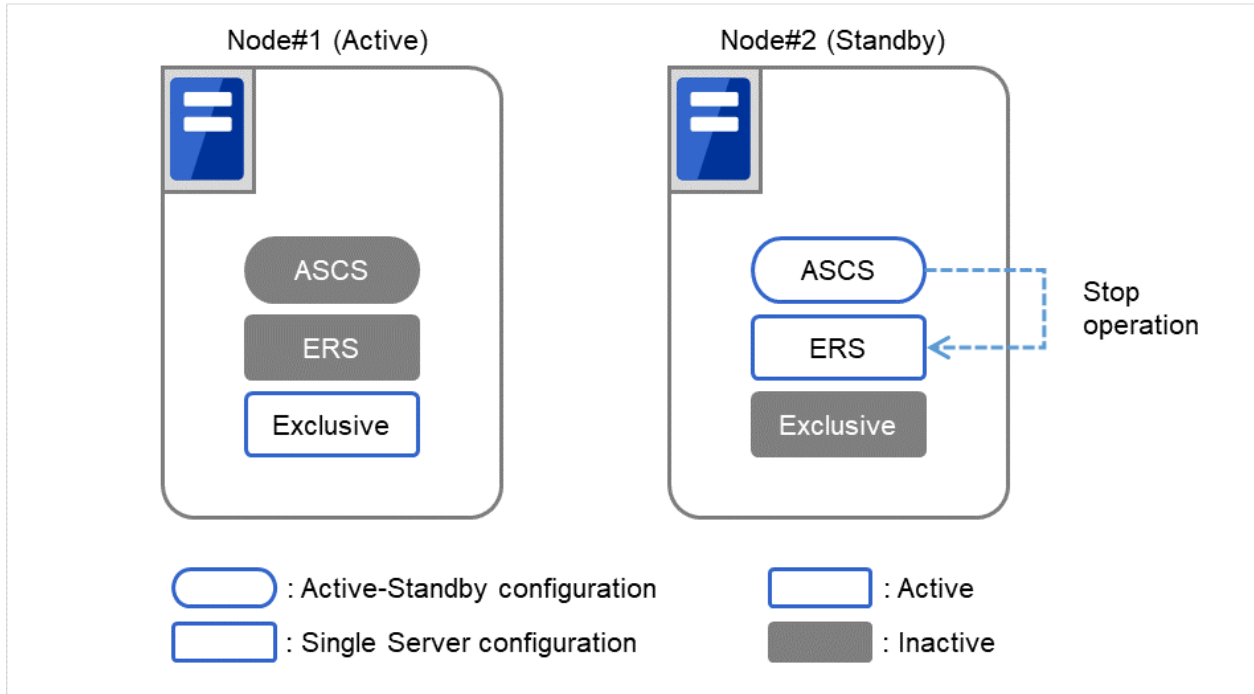 Node#1 (Active)
Node#2 (Standby)
ASCS
ERS
Exclusive
ASCS
ERS
Exclusive
Stop
operation
: Active-Standby configuration
: Single Server configuration
: Active
: Inactive